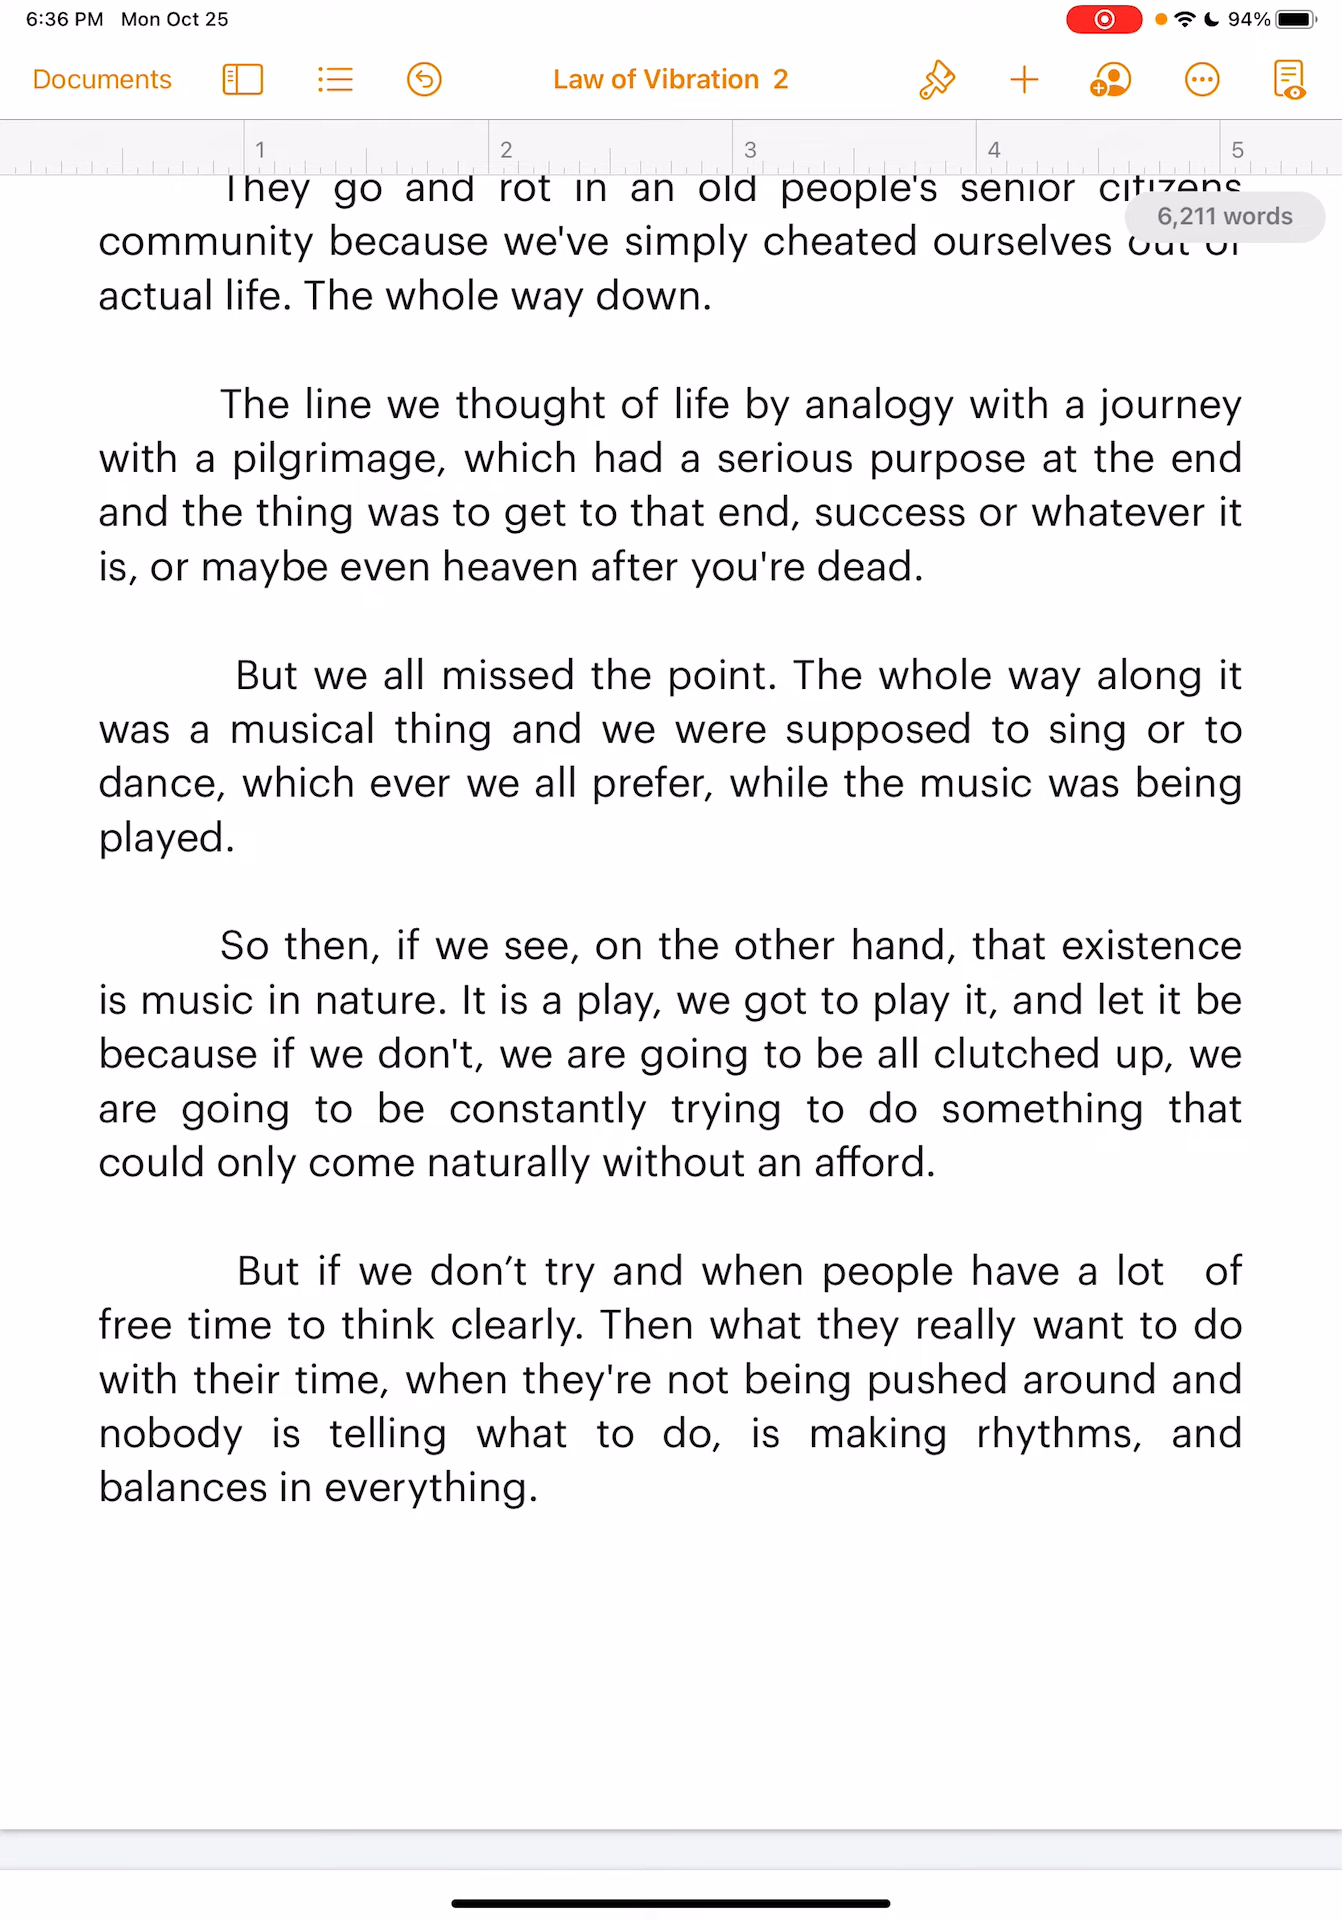 6:36 PM Mon Oct 25 94%
Documents Law of Vibration 2
1 2 3 4 5
They go and rot in an old people's senior citizens
6,211 words
community because we've simply cheated ourselves out of
actual life. The whole way down.
The line we thought of life by analogy with a journey
with a pilgrimage, which had a serious purpose at the end
and the thing was to get to that end, success or whatever it
is, or maybe even heaven after you're dead.
But we all missed the point. The whole way along it
was a musical thing and we were supposed to sing or to
dance, which ever we all prefer, while the music was being
played.
So then, if we see, on the other hand, that existence
is music in nature. It is a play, we got to play it, and let it be
because if we don't, we are going to be all clutched up, we
are going to be constantly trying to do something that
could only come naturally without an afford.
But if we don’t try and when people have a lot of
free time to think clearly. Then what they really want to do
with their time, when they're not being pushed around and
nobody is telling what to do, is making rhythms, and
balances in everything.